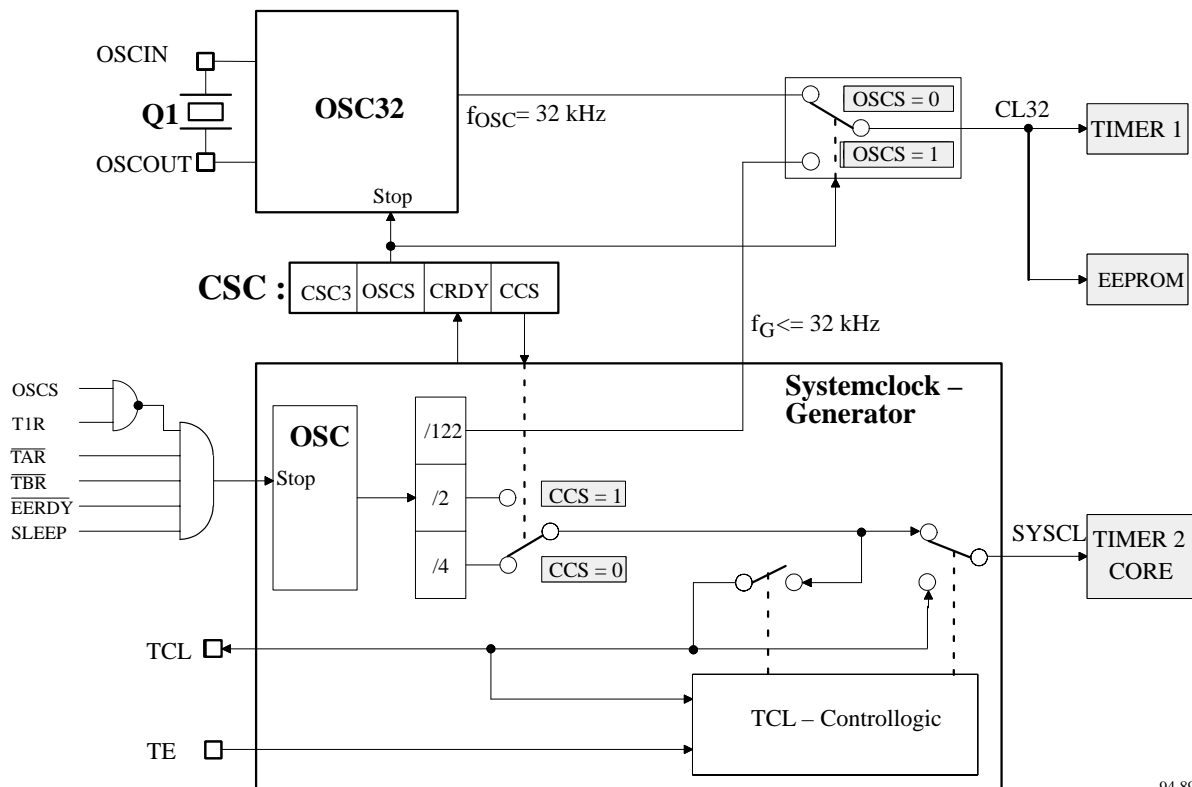 OSCIN
Q1
OSCOUT
OSC32
Stop
fOSC= 32 kHz
OSCS = 0
OSCS = 1
CL32
TIMER 1
EEPROM
CSC :
CSC3
OSCS
CRDY
CCS
fG<= 32 kHz
Systemclock –
Generator
OSCS
T1R
TAR
TBR
EERDY
SLEEP
OSC
Stop
/122
/2
/4
CCS = 1
CCS = 0
SYSCL
TIMER 2
CORE
TCL
TE
TCL – Controllogic